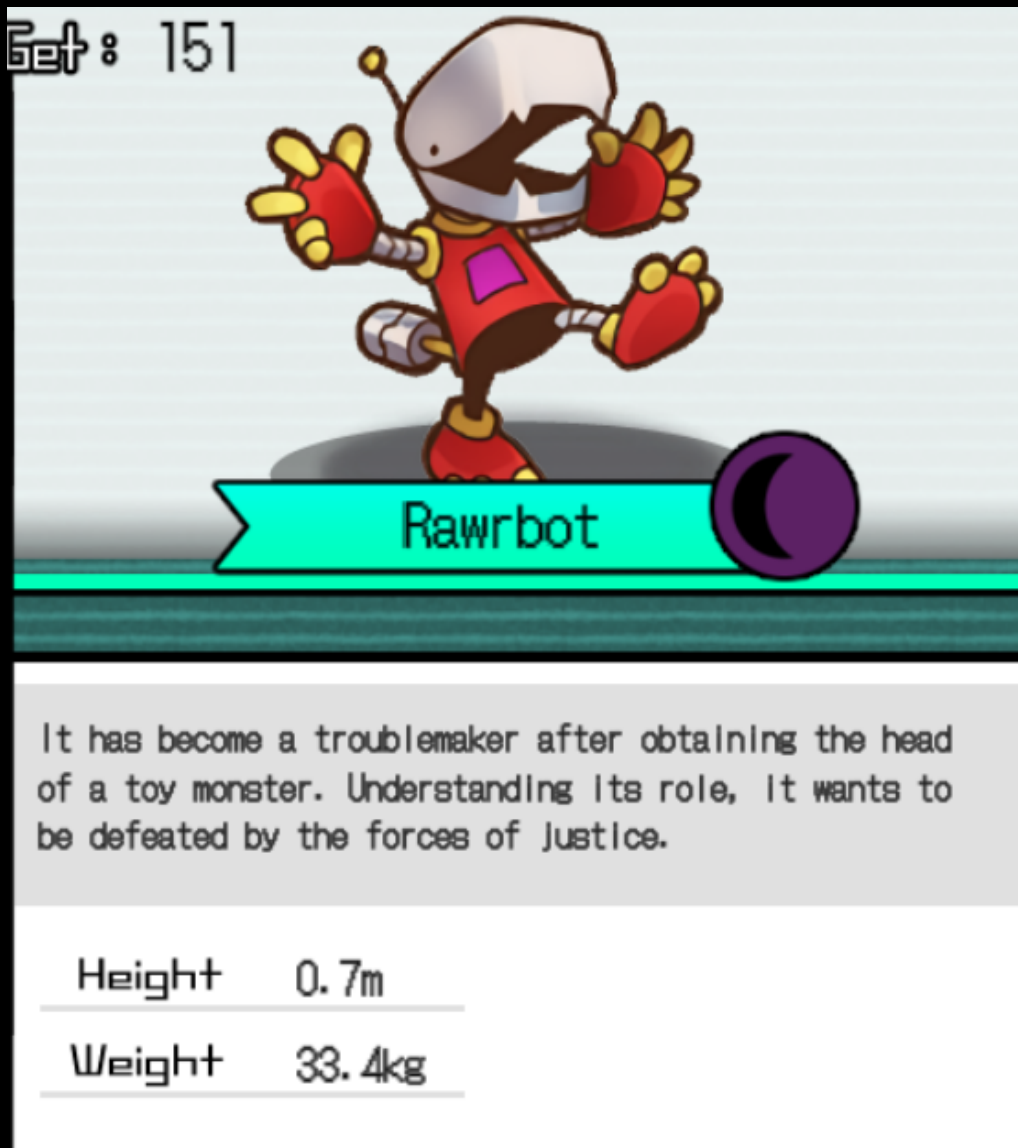 Get: 151
Rawrbot
It has become a troublemaker after obtaining the head
of a toy monster. Understanding its role, it wants to
be defeated by the forces of justice.
Height 0.7m
Weight 33.4kg